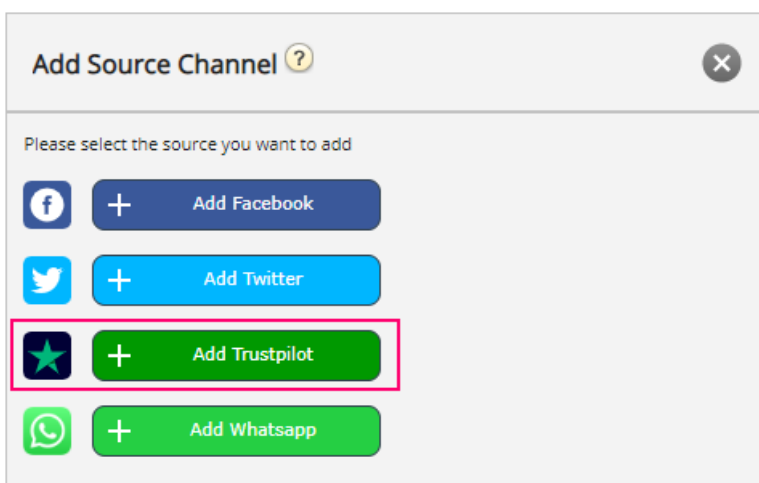 Add Source Channel ?
Please select the source you want to add
f + Add Facebook
+ Add Twitter
+ Add Trustpilot
+ Add Whatsapp